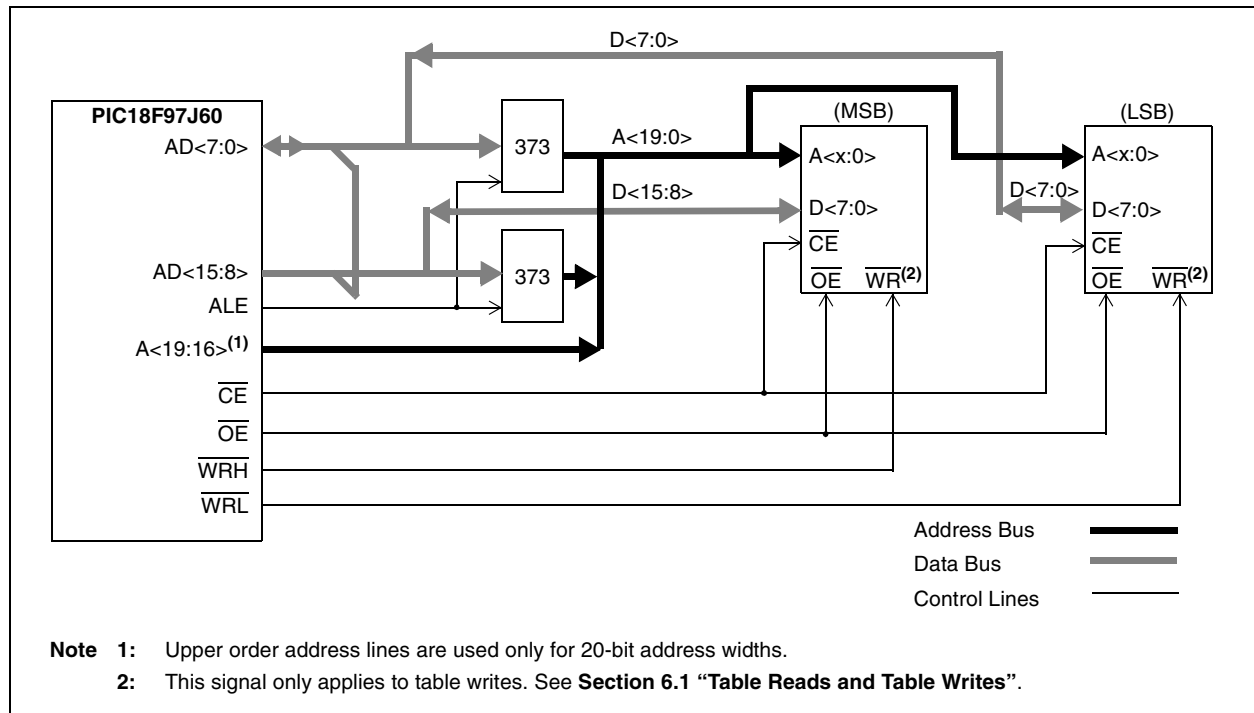 D<7:0>
PIC18F97J60
AD<7:0>
373
A<19:0>
D<15:8>
(MSB)
A<x:0>
D<7:0>
CE
OE WR(2)
(LSB)
A<x:0>
D<7:0>
D<7:0>
CE
OE WR(2)
AD<15:8>
373
ALE
A<19:16>(1)
CE
OE
WRH
WRL
Address Bus
Data Bus
Control Lines
Note 1: Upper order address lines are used only for 20-bit address widths.
2: This signal only applies to table writes. See Section 6.1 “Table Reads and Table Writes”.